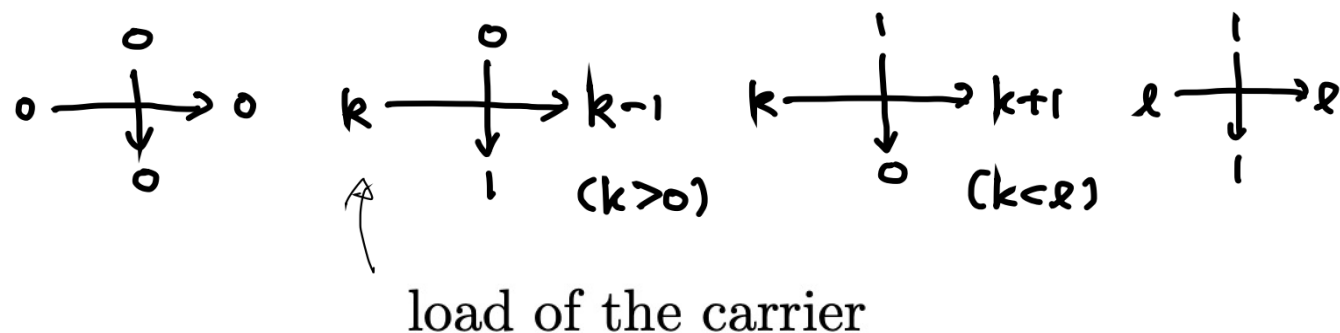 0 0 1 1
0 0 k k-1 k k+1 ℓ ℓ
0 1 0 1
(k>0) (k<ℓ)
load of the carrier